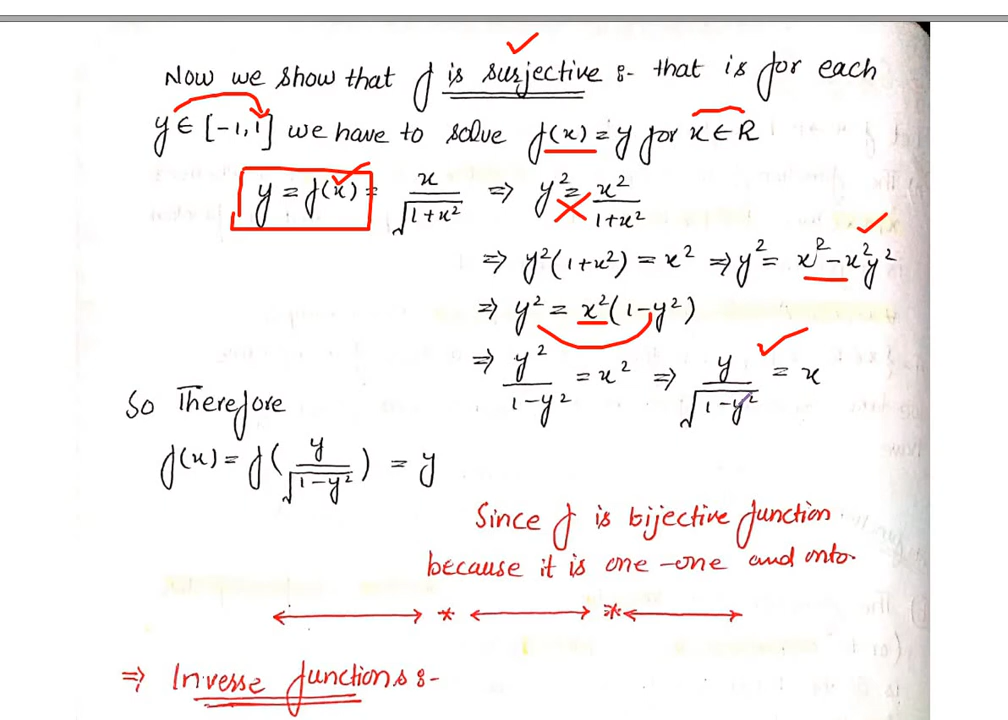 Now we show that f is surjective :- that is for each
y ∈ [-1, 1] we have to solve f(x) = y for x ∈ R
y = f(x) = x/√(1+x²) ⇒ y² = x²/(1+x²)
⇒ y²(1+x²) = x² ⇒ y² = x² - x²y²
⇒ y² = x²(1-y²)
⇒ y²/(1-y²) = x² ⇒ y/√(1-y²) = x
So Therefore
f(x) = f(y/√(1-y²)) = y
Since f is bijective function
because it is one-one and onto.
⇒ Inverse functions :-